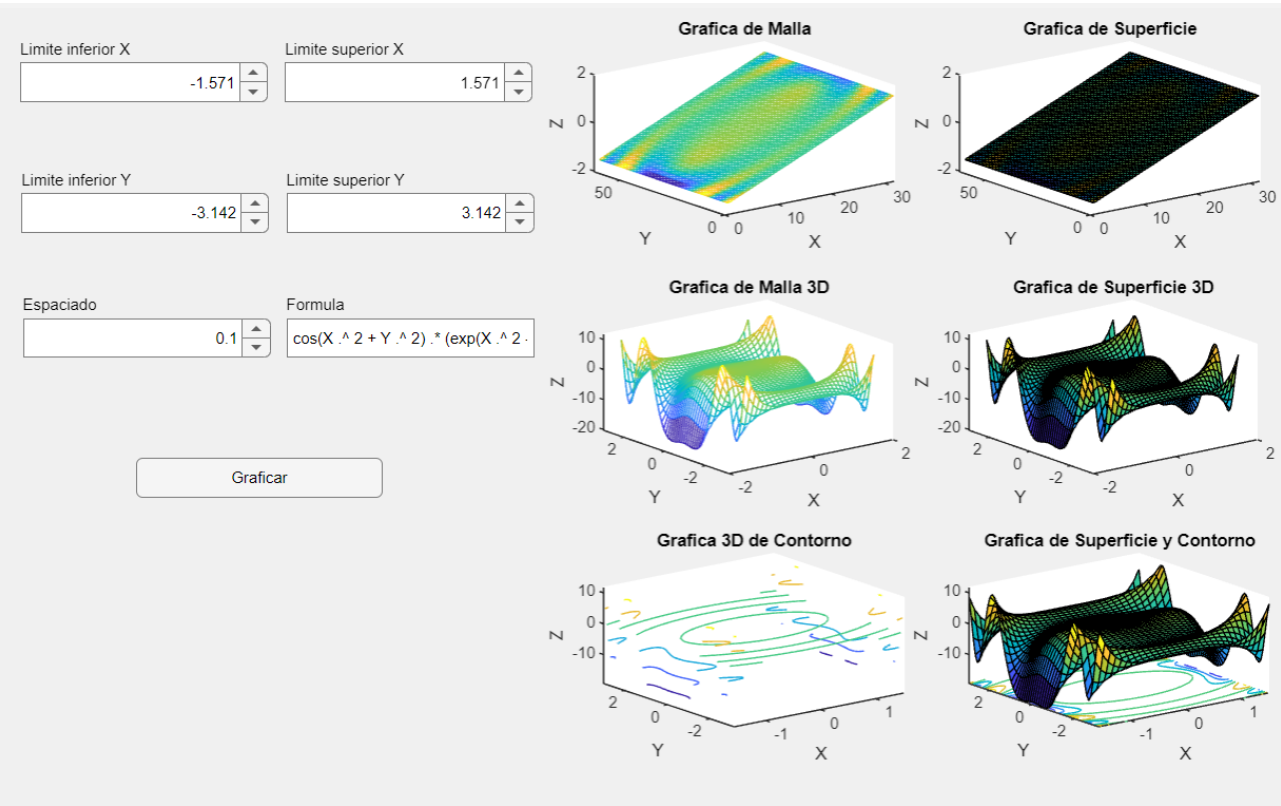 Limite inferior X
Limite superior X
-1.571
1.571
Limite inferior Y
Limite superior Y
-3.142
3.142
Espaciado
Formula
0.1
cos(X .^ 2 + Y .^ 2) .* (exp(X .^ 2 -
Graficar
Grafica de Malla
2
0
-2
Z
50
0
Y
0
10
20
30
X
Grafica de Superficie
2
0
-2
Z
50
0
Y
0
10
20
30
X
Grafica de Malla 3D
10
0
-10
-20
Z
2
0
-2
Y
-2
0
2
X
Grafica de Superficie 3D
10
0
-10
-20
Z
2
0
-2
Y
-2
0
2
X
Grafica 3D de Contorno
10
0
-10
Z
2
0
-2
Y
-1
0
1
X
Grafica de Superficie y Contorno
10
0
-10
Z
2
0
-2
Y
-1
0
1
X